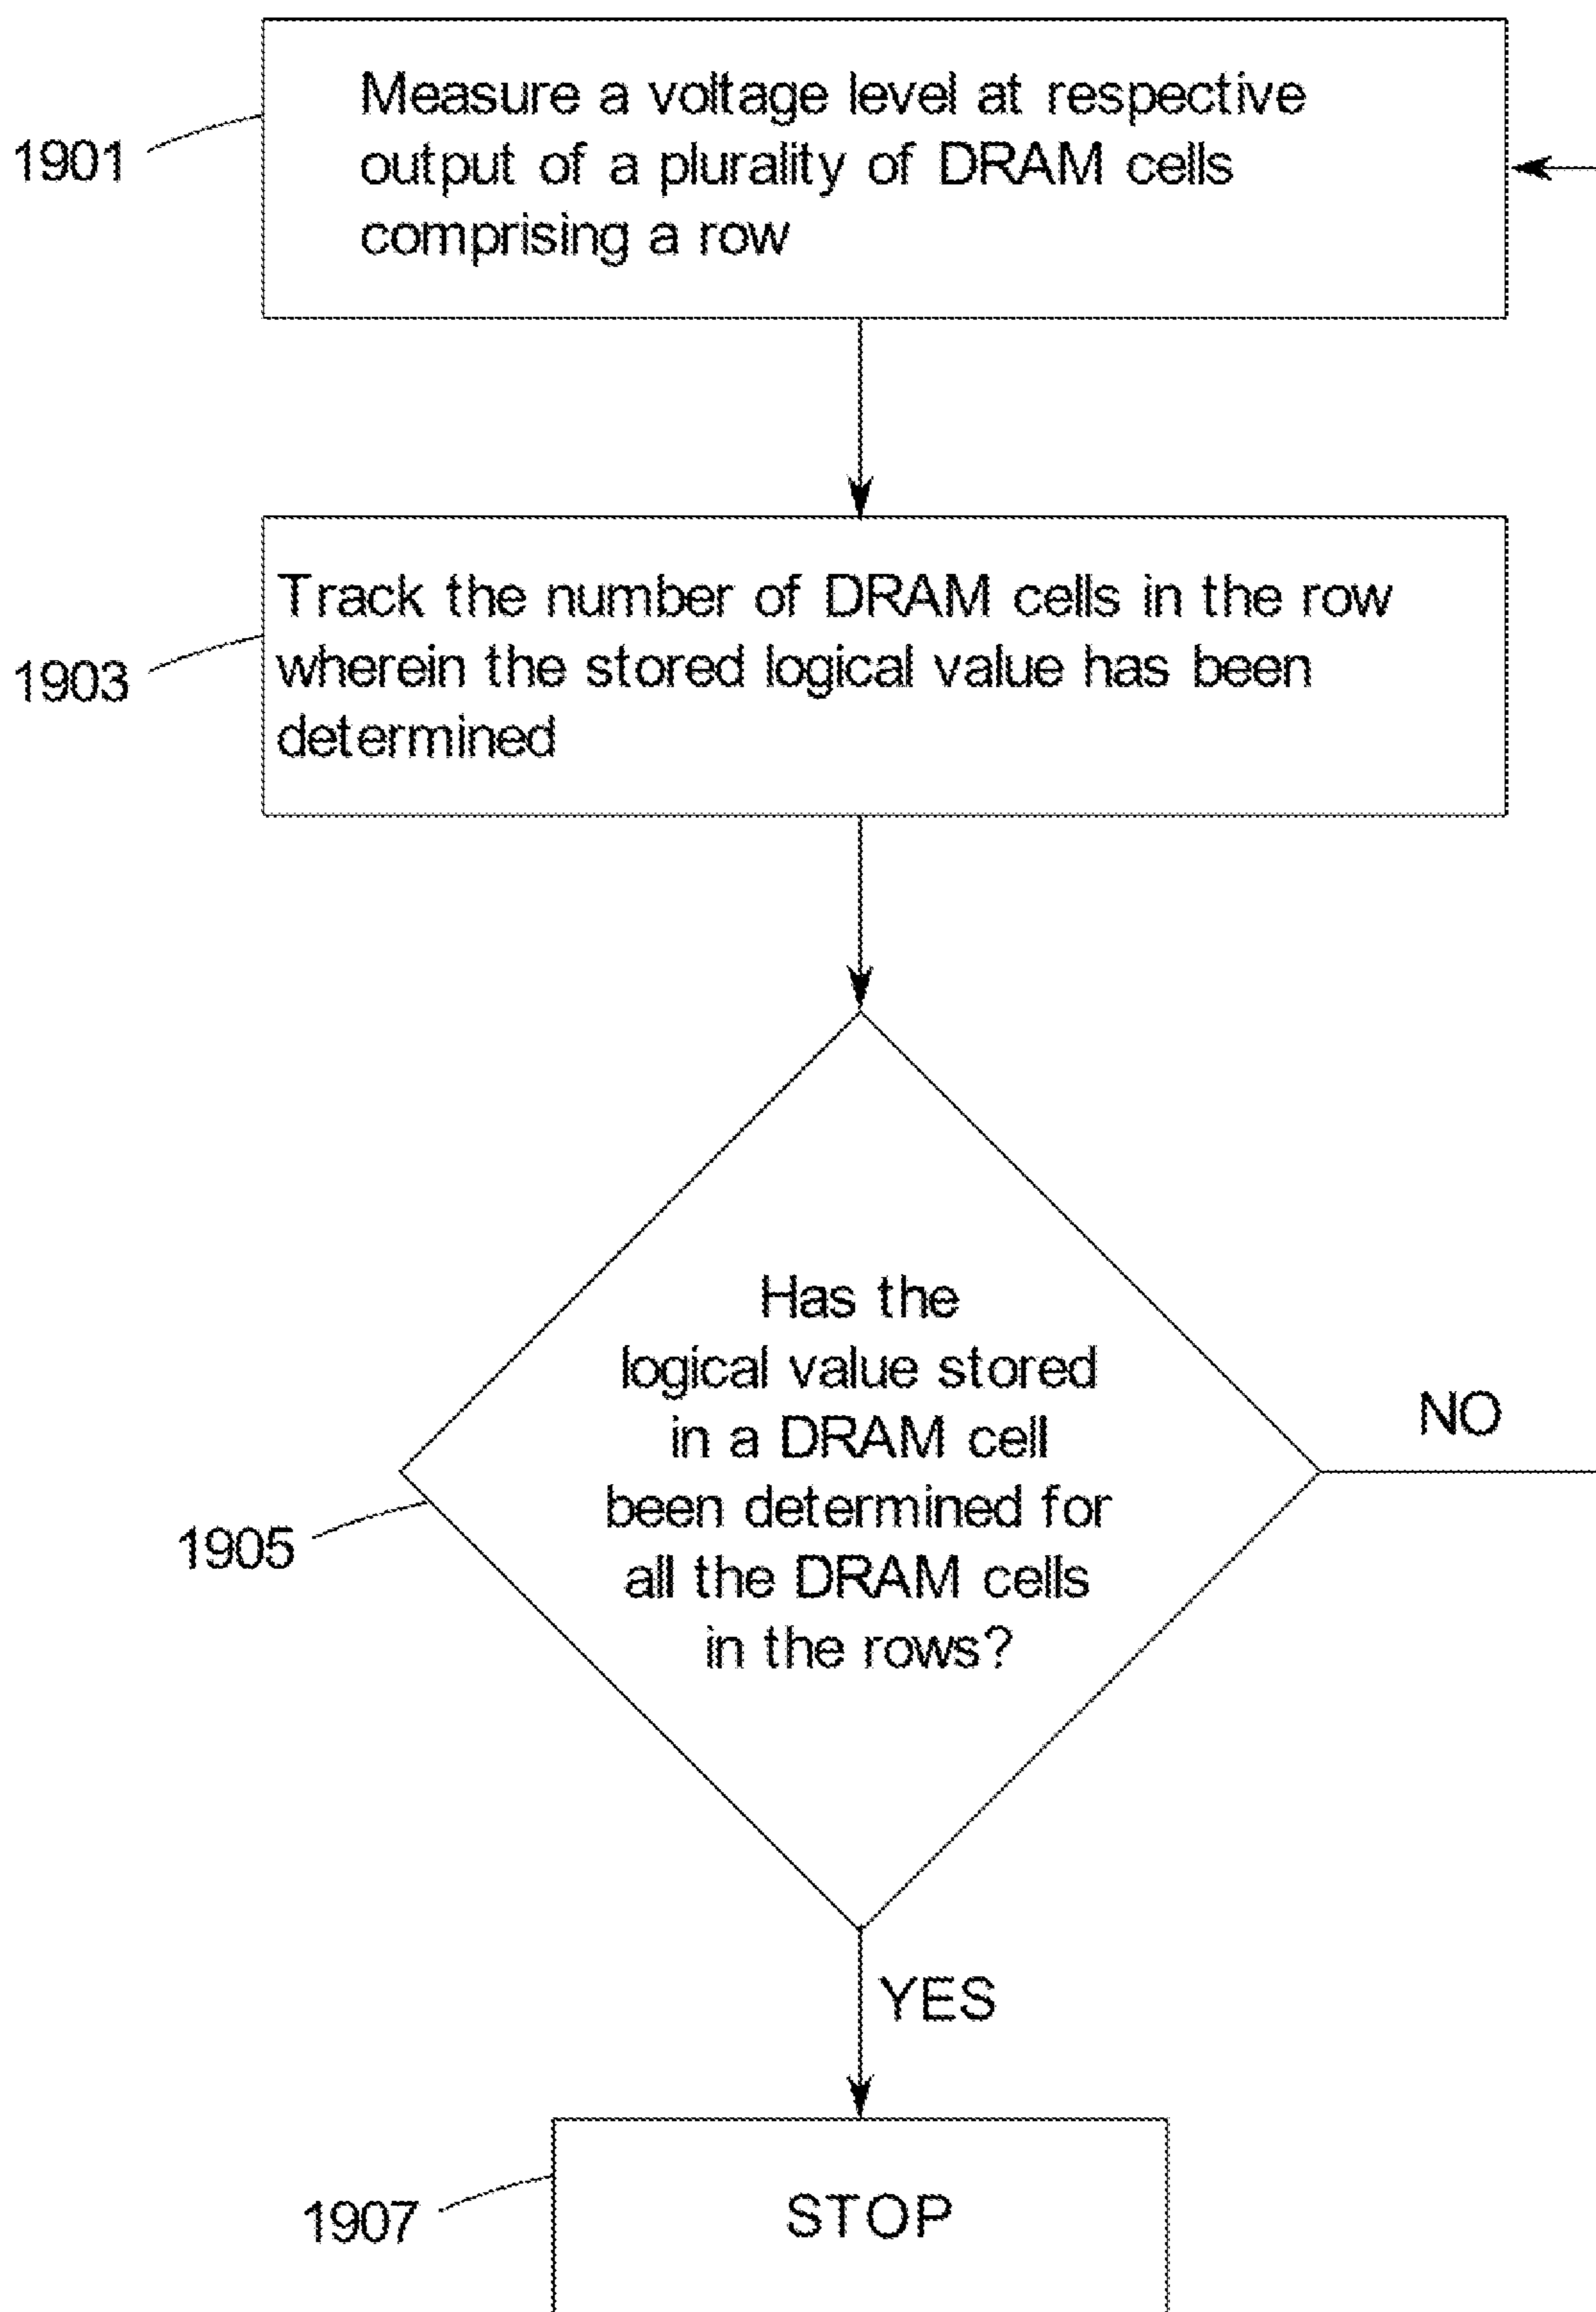 Measure a voltage level at respective
output of a plurality of DRAM cells
comprising a row
1901
Track the number of DRAM cells in the row
wherein the stored logical value has been
determined
1903
Has the
logical value stored
in a DRAM cell
been determined for
all the DRAM cells
in the rows?
NO
1905
YES
STOP
1907